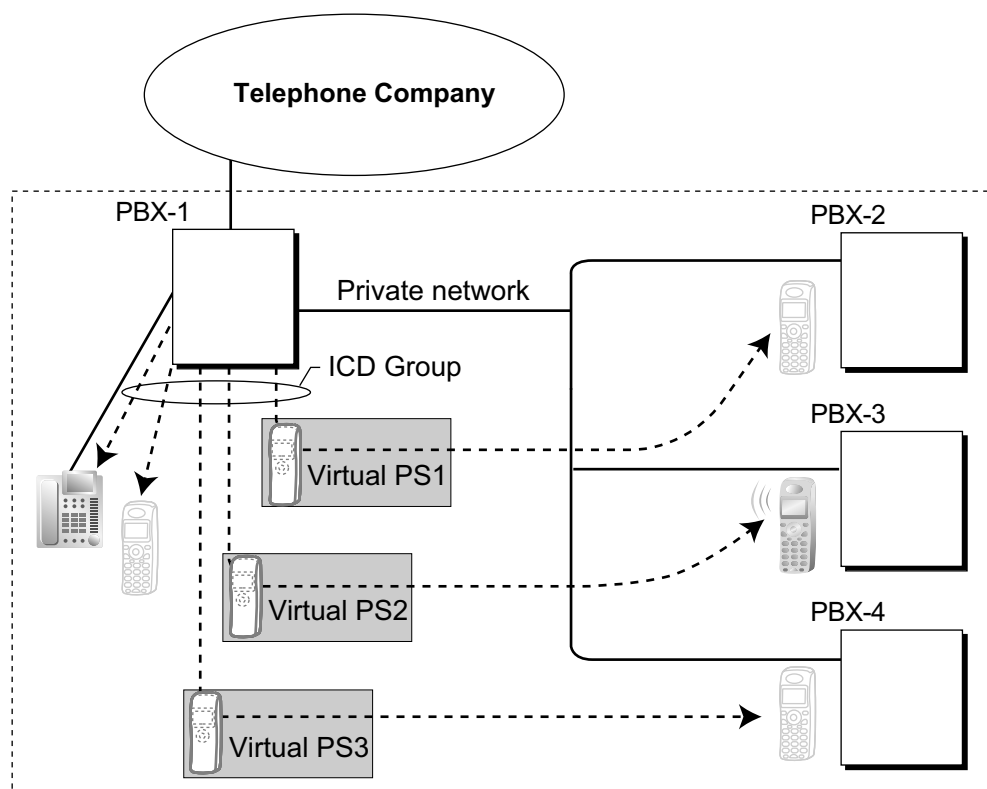 Telephone Company
PBX-1
PBX-2
Private network
ICD Group
PBX-3
Virtual PS1
Virtual PS2
PBX-4
Virtual PS3